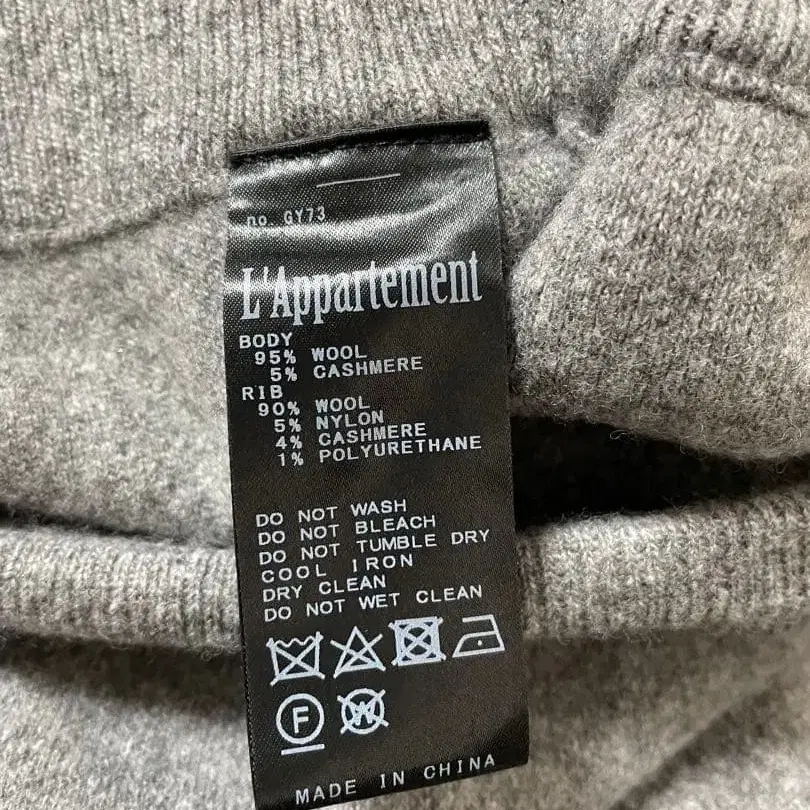 no. GY73
L'Appartement
BODY
95% WOOL
5% CASHMERE
RIB
90% WOOL
5% NYLON
4% CASHMERE
1% POLYURETHANE
DO NOT WASH
DO NOT BLEACH
DO NOT TUMBLE DRY
COOL IRON
DRY CLEAN
DO NOT WET CLEAN
F W
MADE IN CHINA